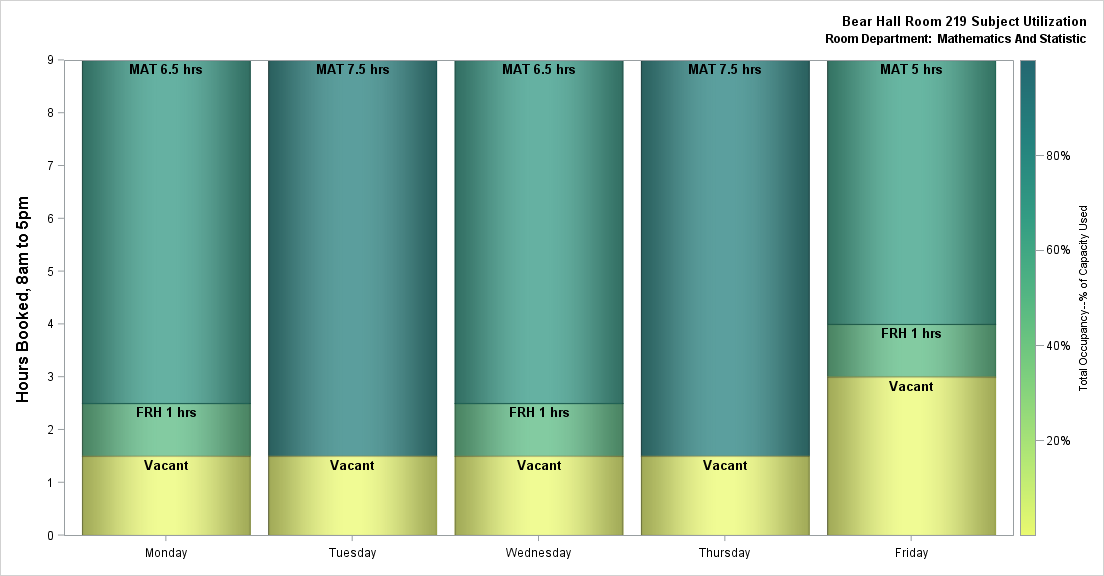 Bear Hall Room 219 Subject Utilization
Room Department: Mathematics And Statistic
Hours Booked, 8am to 5pm
9
8
7
6
5
4
3
2
1
0
MAT 6.5 hrs
FRH 1 hrs
Vacant
MAT 7.5 hrs
Vacant
MAT 6.5 hrs
FRH 1 hrs
Vacant
MAT 7.5 hrs
Vacant
MAT 5 hrs
FRH 1 hrs
Vacant
Monday
Tuesday
Wednesday
Thursday
Friday
80%
60%
40%
20%
Total Occupancy--% of Capacity Used